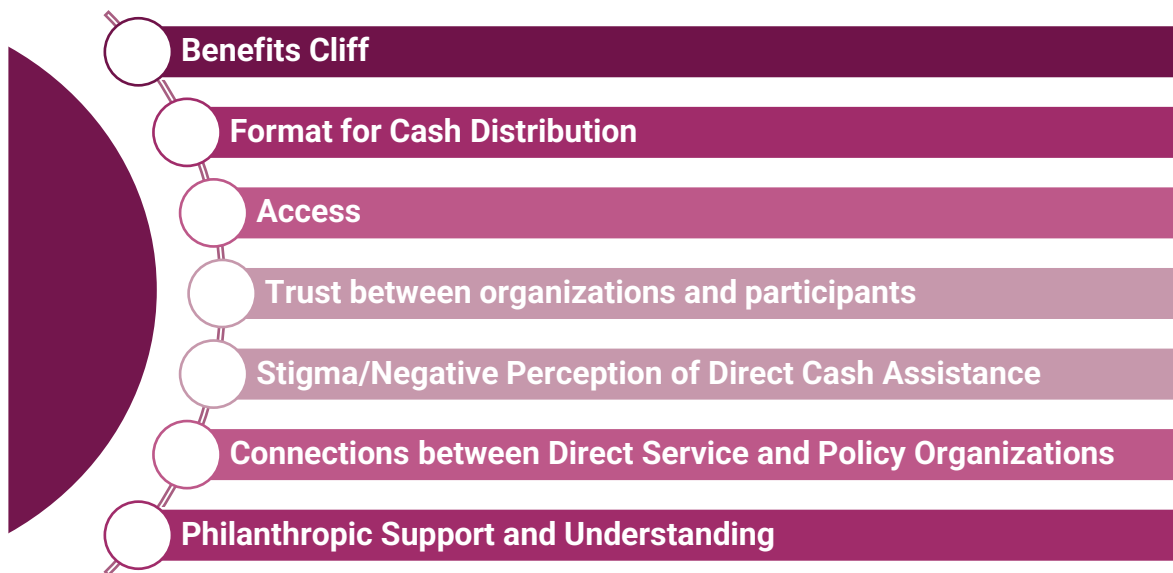 Benefits Cliff
Format for Cash Distribution
Access
Trust between organizations and participants
Stigma/Negative Perception of Direct Cash Assistance
Connections between Direct Service and Policy Organizations
Philanthropic Support and Understanding